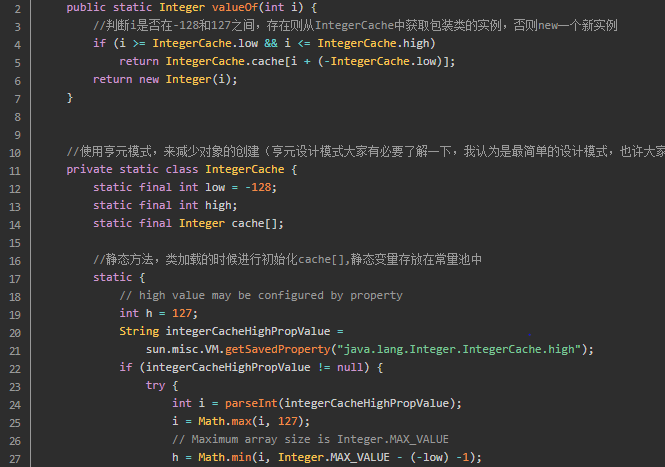 2 public static Integer valueOf(int i) {
3 //判断i是否在-128和127之间，存在则从IntegerCache中获取包装类的实例，否则new一个新实例
4 if (i >= IntegerCache.low && i <= IntegerCache.high)
5 return IntegerCache.cache[i + (-IntegerCache.low)];
6 return new Integer(i);
7 }
8
9
10 //使用亨元模式，来减少对象的创建（亨元设计模式大家有必要了解一下，我认为是最简单的设计模式，也许大家
11 private static class IntegerCache {
12 static final int low = -128;
13 static final int high;
14 static final Integer cache[];
15
16 //静态方法，类加载的时候进行初始化cache[],静态变量存放在常量池中
17 static {
18 // high value may be configured by property
19 int h = 127;
20 String integerCacheHighPropValue =
21 sun.misc.VM.getSavedProperty("java.lang.Integer.IntegerCache.high");
22 if (integerCacheHighPropValue != null) {
23 try {
24 int i = parseInt(integerCacheHighPropValue);
25 i = Math.max(i, 127);
26 // Maximum array size is Integer.MAX_VALUE
27 h = Math.min(i, Integer.MAX_VALUE - (-low) -1);